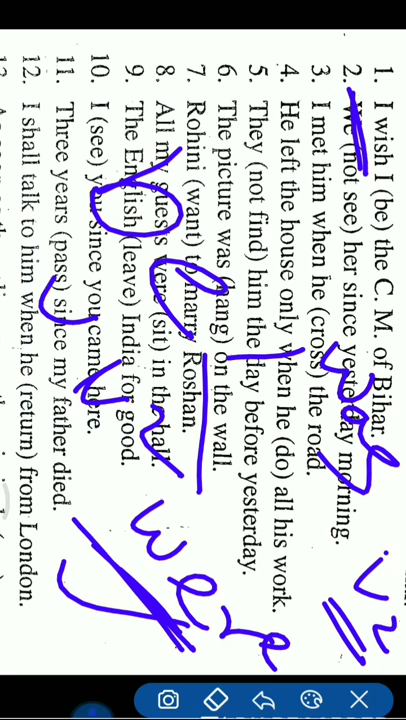 1. I wish I (be) the C. M. of Bihar.
2. We (not see) her since yesterday morning.
3. I met him when he (cross) the road.
4. He left the house only when he (do) all his work.
5. They (not find) him the day before yesterday.
6. The picture was (hang) on the wall.
7. Rohini (want) to marry Roshan.
8. All my guests were (sit) in the hall.
9. The English (leave) India for good.
10. I (see) you since you came here.
11. Three years (pass) since my father died.
12. I shall talk to him when he (return) from London.
was
were
v2